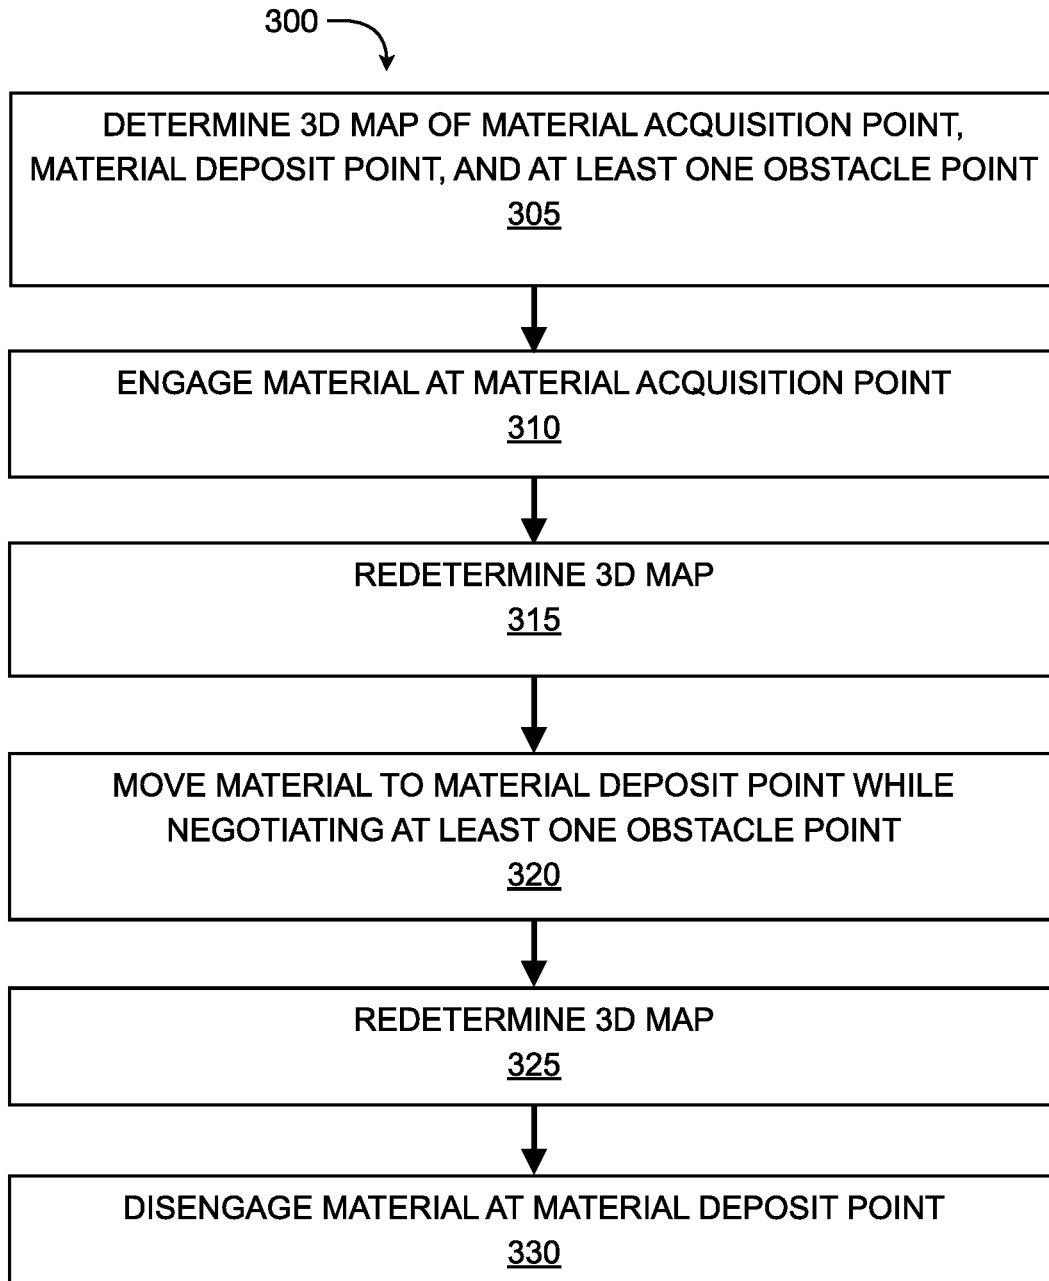 300
DETERMINE 3D MAP OF MATERIAL ACQUISITION POINT,
MATERIAL DEPOSIT POINT, AND AT LEAST ONE OBSTACLE POINT
305
ENGAGE MATERIAL AT MATERIAL ACQUISITION POINT
310
REDETERMINE 3D MAP
315
MOVE MATERIAL TO MATERIAL DEPOSIT POINT WHILE
NEGOTIATING AT LEAST ONE OBSTACLE POINT
320
REDETERMINE 3D MAP
325
DISENGAGE MATERIAL AT MATERIAL DEPOSIT POINT
330